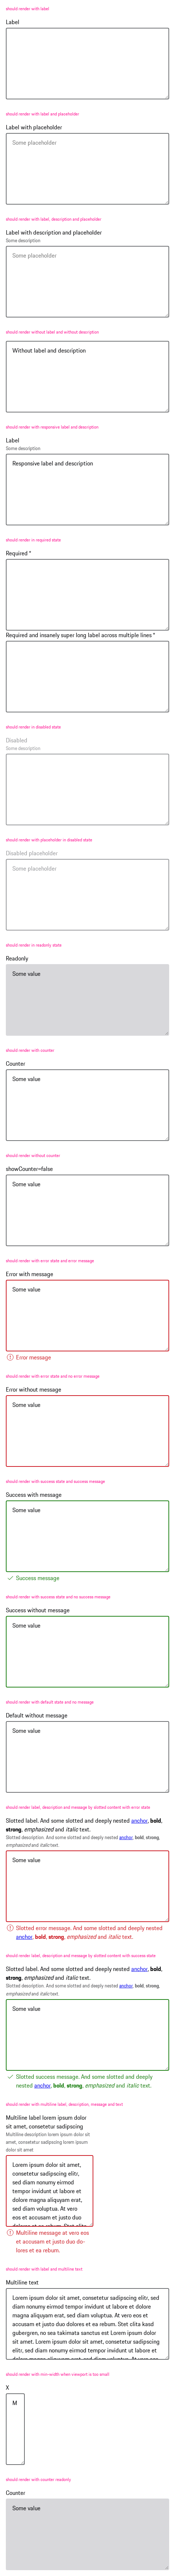 should render with label
Label
should render with label and placeholder
Label with placeholder
Some placeholder
should render with label, description and placeholder
Label with description and placeholder
Some description
Some placeholder
should render without label and without description
Without label and description
should render with responsive label and description
Label
Some description
Responsive label and description
should render in required state
Required *
Required and insanely super long label across multiple lines *
should render in disabled state
Disabled
Some description
should render with placeholder in disabled state
Disabled placeholder
Some placeholder
should render in readonly state
Readonly
Some value
should render with counter
Counter
Some value
should render without counter
showCounter=false
Some value
should render with error state and error message
Error with message
Some value
Error message
should render with error state and no error message
Error without message
Some value
should render with success state and success message
Success with message
Some value
Success message
should render with success state and no success message
Success without message
Some value
should render with default state and no message
Default without message
Some value
should render label, description and message by slotted content with error state
Slotted label. And some slotted and deeply nested anchor, bold,
strong, emphasized and italic text.
Slotted description. And some slotted and deeply nested anchor, bold, strong,
emphasized and italic text.
Some value
Slotted error message. And some slotted and deeply nested
anchor, bold, strong, emphasized and italic text.
should render label, description and message by slotted content with success state
Slotted label. And some slotted and deeply nested anchor, bold,
strong, emphasized and italic text.
Slotted description. And some slotted and deeply nested anchor, bold, strong,
emphasized and italic text.
Some value
Slotted success message. And some slotted and deeply
nested anchor, bold, strong, emphasized and italic text.
should render with multiline label, description, message and text
Multiline label lorem ipsum dolor
sit amet, consetetur sadipscing
Multiline description lorem ipsum dolor sit
amet, consetetur sadipscing lorem ipsum
dolor sit amet
Lorem ipsum dolor sit amet,
consetetur sadipscing elitr,
sed diam nonumy eirmod
tempor invidunt ut labore et
dolore magna aliquyam erat,
sed diam voluptua. At vero
eos et accusam et justo duo
Multiline message at vero eos
et accusam et justo duo do-
lores et ea rebum.
should render with label and multiline text
Multiline text
Lorem ipsum dolor sit amet, consetetur sadipscing elitr, sed
diam nonumy eirmod tempor invidunt ut labore et dolore
magna aliquyam erat, sed diam voluptua. At vero eos et
accusam et justo duo dolores et ea rebum. Stet clita kasd
gubergren, no sea takimata sanctus est Lorem ipsum dolor
sit amet. Lorem ipsum dolor sit amet, consetetur sadipscing
elitr, sed diam nonumy eirmod tempor invidunt ut labore et
should render with min-width when viewport is too small
X
M
should render with counter readonly
Counter
Some value